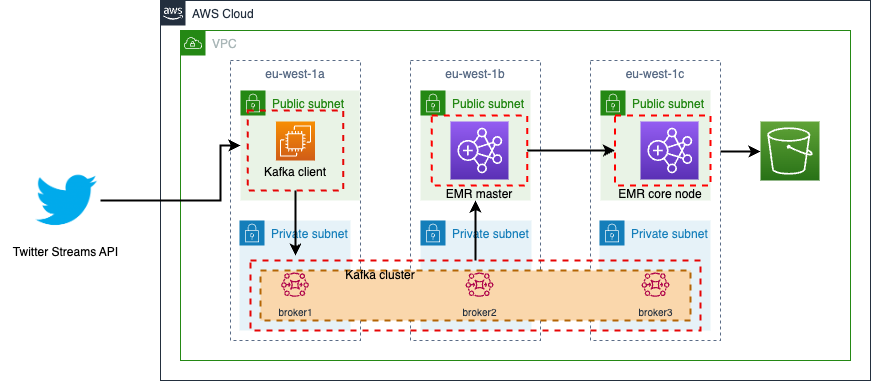 aws
AWS Cloud
VPC
eu-west-1a
eu-west-1b
eu-west-1c
Public subnet
Public subnet
Public subnet
Kafka client
EMR master
EMR core node
Twitter Streams API
Private subnet
Private subnet
Private subnet
Kafka cluster
broker1
broker2
broker3